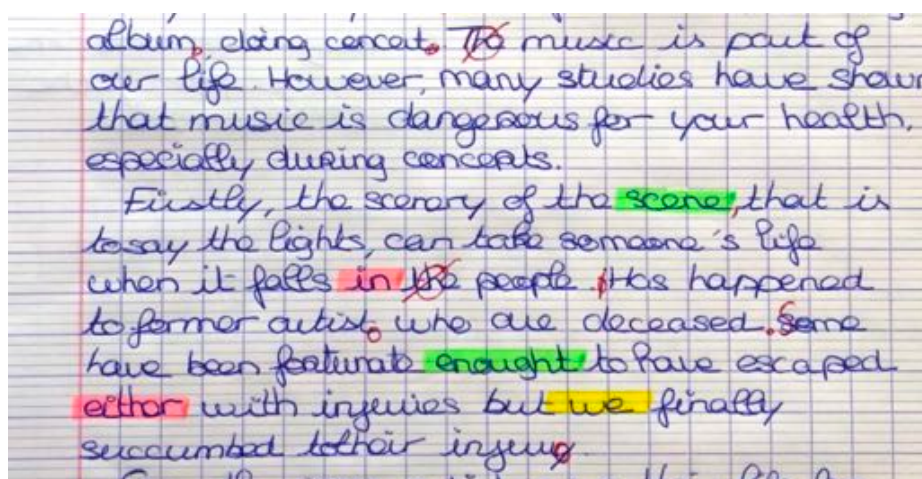 album, doing concert. The music is part of
our life. However, many studies have shown
that music is dangerous for your health,
especially during concerts.
Firstly, the scenary of the scene, that is
to say the lights, can take someone's life
when it falls in the people. Has happened
to former artist, who are deceased. Some
have been fortunate enought to have escaped
either with injuries but we finally
succumbed to their injury.